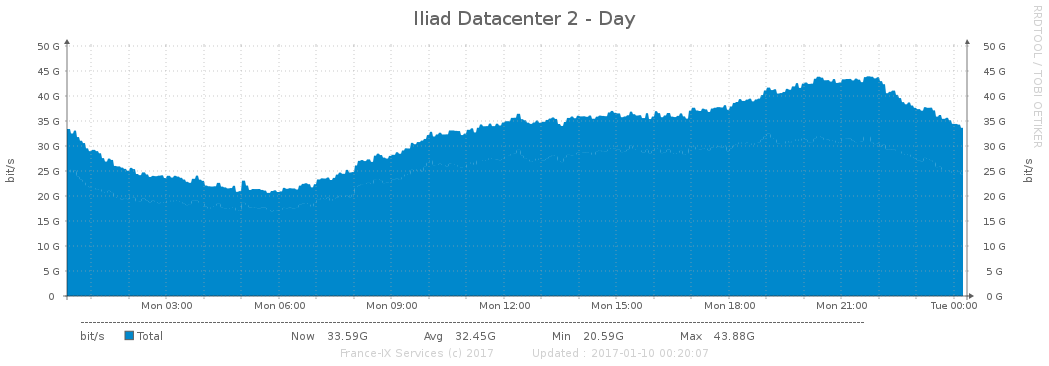 Iliad Datacenter 2 - Day
RRDTOOL / TOBI OETIKER
50 G 50 G
45 G 45 G
40 G 40 G
35 G 35 G
30 G 30 G
25 G 25 G
20 G 20 G
15 G 15 G
10 G 10 G
5 G 5 G
0 0 G
bit/s bit/s
Mon 03:00 Mon 06:00 Mon 09:00 Mon 12:00 Mon 15:00 Mon 18:00 Mon 21:00 Tue 00:00
bit/s Total Now 33.59G Avg 32.45G Min 20.59G Max 43.88G
France-IX Services (c) 2017 Updated : 2017-01-10 00:20:07